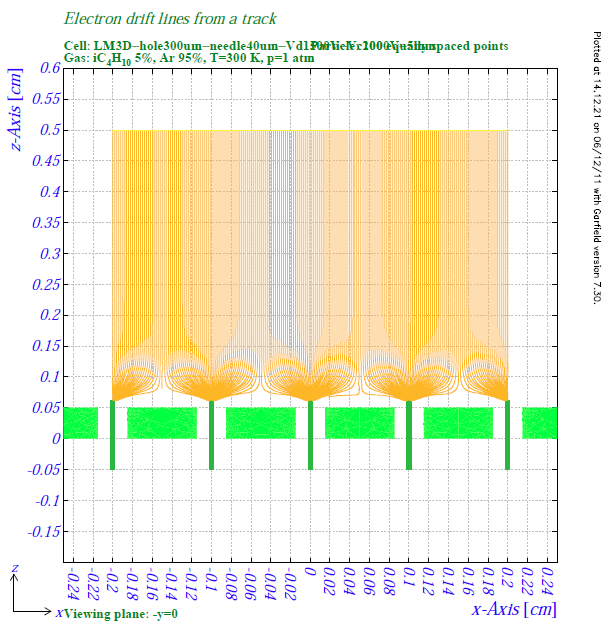 Electron drift lines from a track
Cell: LM3D−hole300um−needle40um−Vd1500V
Particle: 200 equally spaced points
Gas: iC4H10 5%, Ar 95%, T=300 K, p=1 atm
z-Axis [cm]
0.6
0.55
0.5
0.45
0.4
0.35
0.3
0.25
0.2
0.15
0.1
0.05
0
-0.05
-0.1
-0.15
-0.24 -0.22 -0.2 -0.18 -0.16 -0.14 -0.12 -0.1 -0.08 -0.06 -0.04 -0.02 0 0.02 0.04 0.06 0.08 0.1 0.12 0.14 0.16 0.18 0.2 0.22 0.24
x-Axis [cm]
z
x
Viewing plane: -y=0
Plotted at 14.12.21 on 06/12/11 with Garfield version 7.30.